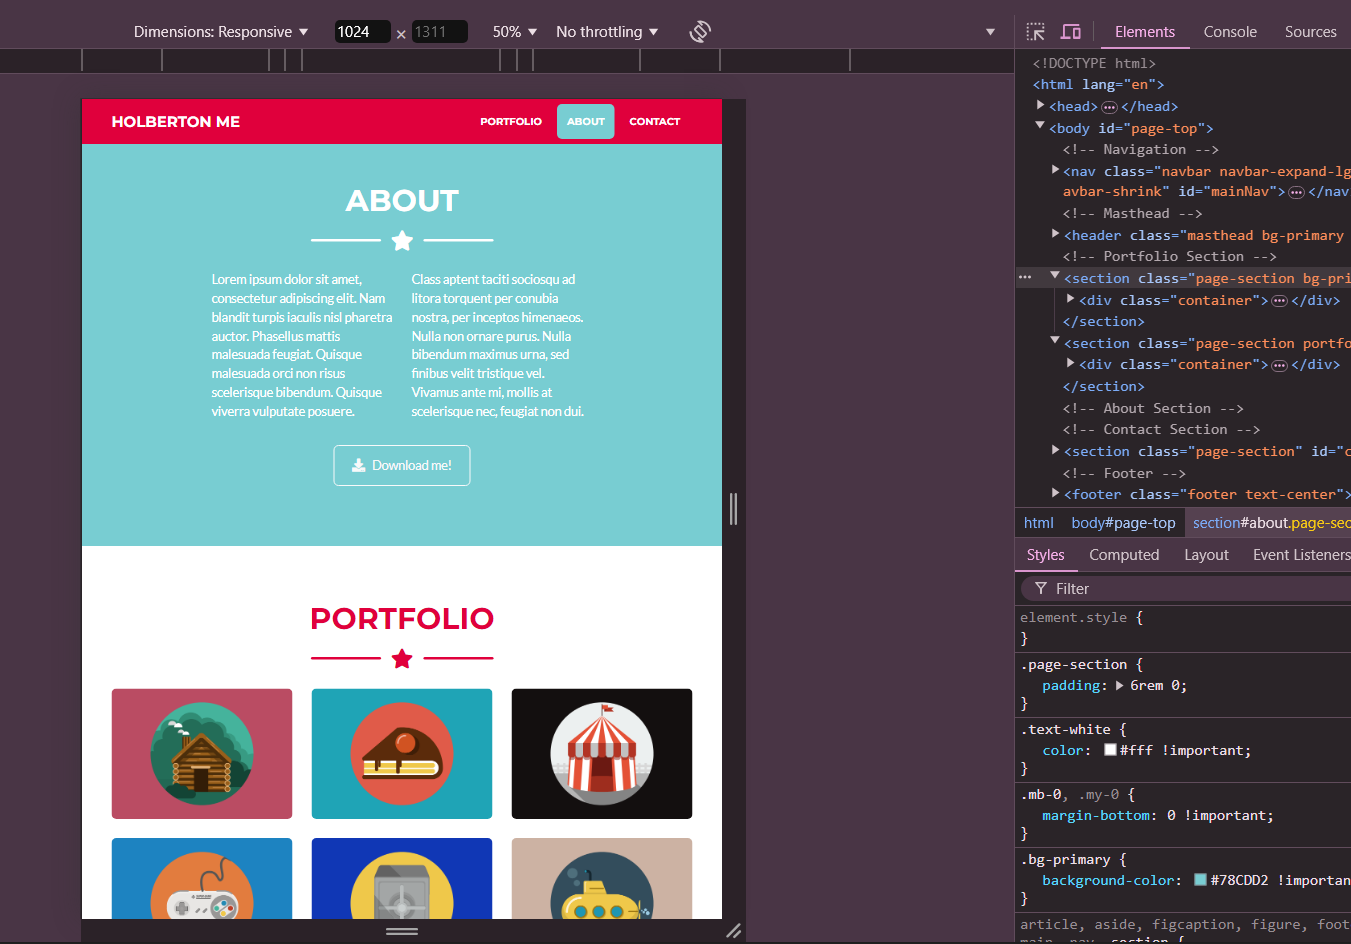 Dimensions: Responsive ▼ 1024 × 1311 50% ▼ No throttling ▼ ▼
Elements Console Sources
HOLBERTON ME PORTFOLIO ABOUT CONTACT
ABOUT
Lorem ipsum dolor sit amet,
consectetur adipiscing elit. Nam
blandit turpis iaculis nisl pharetra
auctor. Phasellus mattis
malesuada feugiat. Quisque
malesuada orci non risus
scelerisque bibendum. Quisque
viverra vulputate posuere.
Class aptent taciti sociosqu ad
litora torquent per conubia
nostra, per inceptos himenaeos.
Nulla non ornare purus. Nulla
bibendum maximus urna, sed
finibus velit tristique vel.
Vivamus ante mi, mollis at
scelerisque nec, feugiat non dui.
Download me!
PORTFOLIO
<!DOCTYPE html>
<html lang="en">
<head> ··· </head>
<body id="page-top">
<!-- Navigation -->
<nav class="navbar navbar-expand-lg
avbar-shrink" id="mainNav"> ··· </nav
<!-- Masthead -->
<header class="masthead bg-primary
<!-- Portfolio Section -->
··· <section class="page-section bg-pri
<div class="container"> ··· </div>
</section>
<section class="page-section portfo
<div class="container"> ··· </div>
</section>
<!-- About Section -->
<!-- Contact Section -->
<section class="page-section" id="c
<!-- Footer -->
<footer class="footer text-center">
html body#page-top section#about.page-sec
Styles Computed Layout Event Listeners
Filter
element.style {
}
.page-section {
padding: ▶ 6rem 0;
}
.text-white {
color: #fff !important;
}
.mb-0, .my-0 {
margin-bottom: 0 !important;
}
.bg-primary {
background-color: #78CDD2 !importan
}
article, aside, figcaption, figure, foot
main, nav, section {